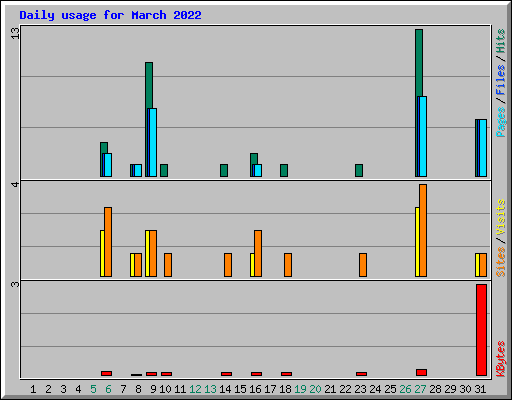 Daily usage for March 2022
13
Pages / Files / Hits
4
Sites / Visits
3
KBytes
1 2 3 4 5 6 7 8 9 10 11 12 13 14 15 16 17 18 19 20 21 22 23 24 25 26 27 28 29 30 31